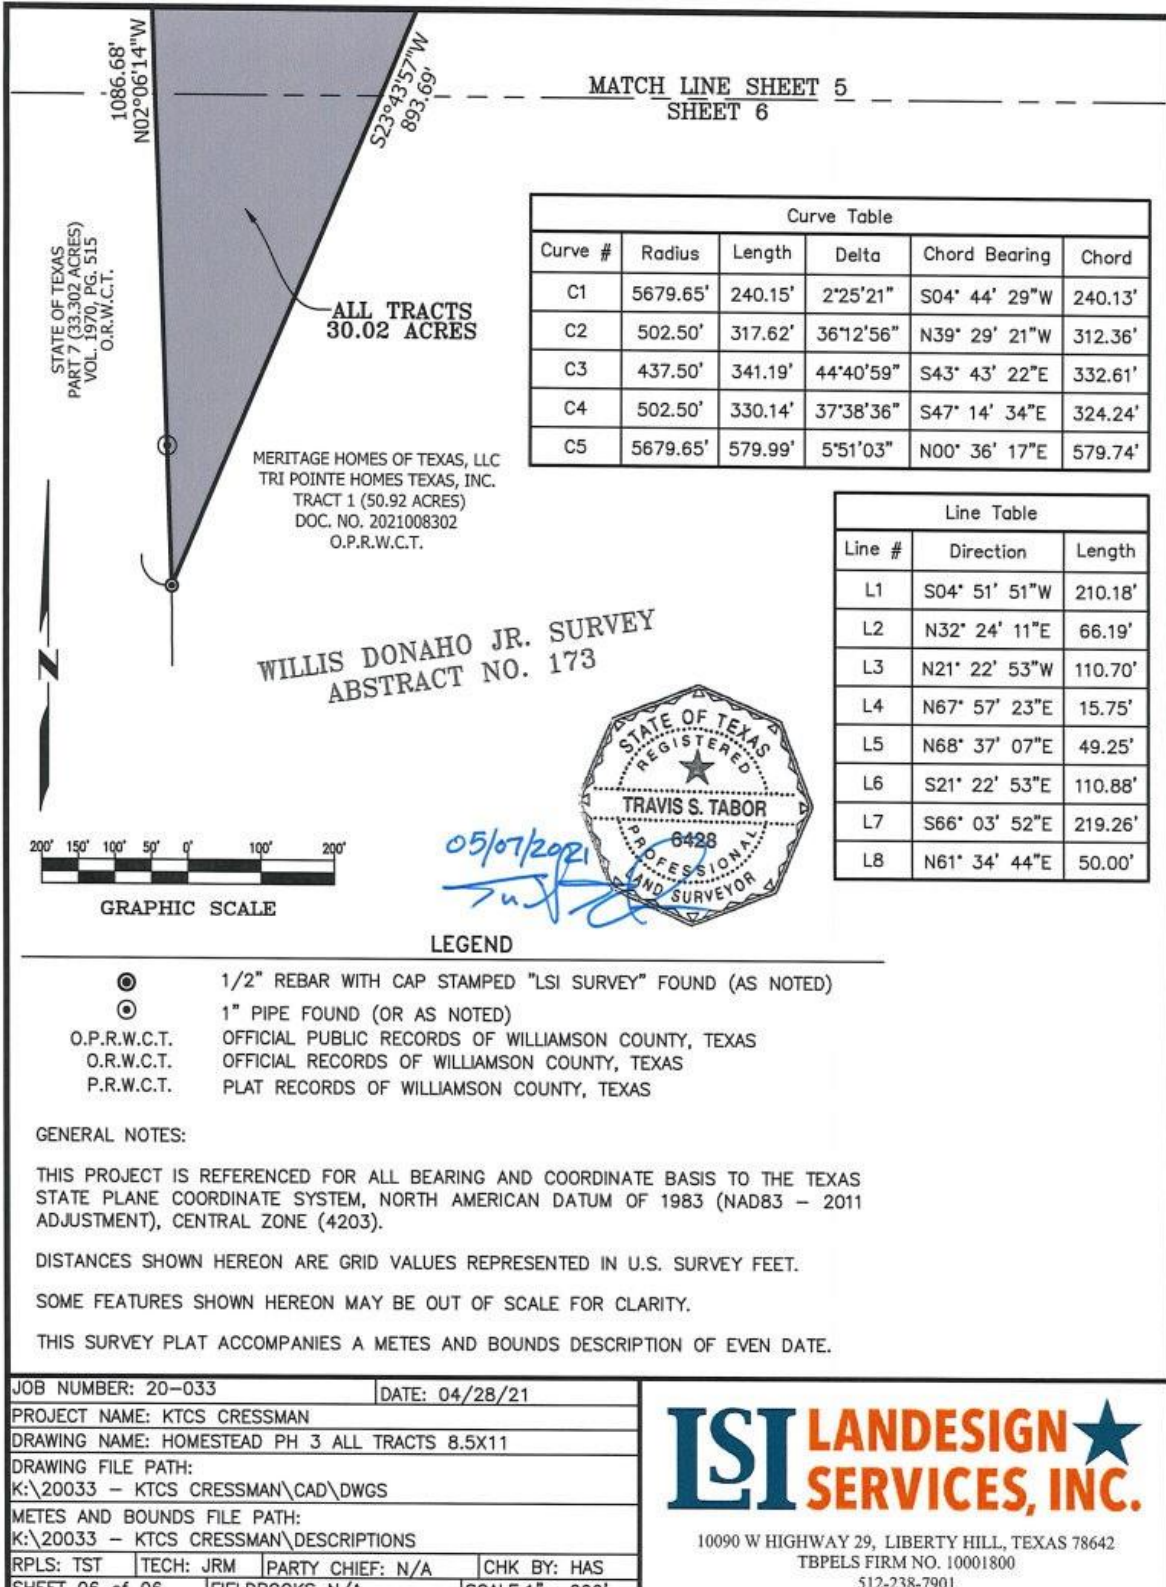 1086.68'
N02°06'14"W
S23°43'57"W
893.69'
MATCH LINE SHEET 5
SHEET 6
STATE OF TEXAS
PART 7 (33.302 ACRES)
VOL. 1970, PG. 515
O.R.W.C.T.
ALL TRACTS
30.02 ACRES
MERITAGE HOMES OF TEXAS, LLC
TRI POINTE HOMES TEXAS, INC.
TRACT 1 (50.92 ACRES)
DOC. NO. 2021008302
O.P.R.W.C.T.
Curve Table
Curve # Radius Length Delta Chord Bearing Chord
C1 5679.65' 240.15' 2°25'21" S04° 44' 29"W 240.13'
C2 502.50' 317.62' 36°12'56" N39° 29' 21"W 312.36'
C3 437.50' 341.19' 44°40'59" S43° 43' 22"E 332.61'
C4 502.50' 330.14' 37°38'36" S47° 14' 34"E 324.24'
C5 5679.65' 579.99' 5°51'03" N00° 36' 17"E 579.74'
Line Table
Line # Direction Length
L1 S04° 51' 51"W 210.18'
L2 N32° 24' 11"E 66.19'
L3 N21° 22' 53"W 110.70'
L4 N67° 57' 23"E 15.75'
L5 N68° 37' 07"E 49.25'
L6 S21° 22' 53"E 110.88'
L7 S66° 03' 52"E 219.26'
L8 N61° 34' 44"E 50.00'
N
WILLIS DONAHO JR. SURVEY
ABSTRACT NO. 173
STATE OF TEXAS
REGISTERED
TRAVIS S. TABOR
6428
PROFESSIONAL
LAND SURVEYOR
05/07/2021
200' 150' 100' 50' 0' 100' 200'
GRAPHIC SCALE
LEGEND
1/2" REBAR WITH CAP STAMPED "LSI SURVEY" FOUND (AS NOTED)
1" PIPE FOUND (OR AS NOTED)
O.P.R.W.C.T. OFFICIAL PUBLIC RECORDS OF WILLIAMSON COUNTY, TEXAS
O.R.W.C.T. OFFICIAL RECORDS OF WILLIAMSON COUNTY, TEXAS
P.R.W.C.T. PLAT RECORDS OF WILLIAMSON COUNTY, TEXAS
GENERAL NOTES:
THIS PROJECT IS REFERENCED FOR ALL BEARING AND COORDINATE BASIS TO THE TEXAS
STATE PLANE COORDINATE SYSTEM, NORTH AMERICAN DATUM OF 1983 (NAD83 – 2011
ADJUSTMENT), CENTRAL ZONE (4203).
DISTANCES SHOWN HEREON ARE GRID VALUES REPRESENTED IN U.S. SURVEY FEET.
SOME FEATURES SHOWN HEREON MAY BE OUT OF SCALE FOR CLARITY.
THIS SURVEY PLAT ACCOMPANIES A METES AND BOUNDS DESCRIPTION OF EVEN DATE.
JOB NUMBER: 20-033 DATE: 04/28/21
PROJECT NAME: KTCS CRESSMAN
DRAWING NAME: HOMESTEAD PH 3 ALL TRACTS 8.5X11
DRAWING FILE PATH:
K:\20033 – KTCS CRESSMAN\CAD\DWGS
METES AND BOUNDS FILE PATH:
K:\20033 – KTCS CRESSMAN\DESCRIPTIONS
RPLS: TST TECH: JRM PARTY CHIEF: N/A CHK BY: HAS
SHEET 06 of 06 FIELDBOOKS N/A SCALE 1"
LSI LANDESIGN
SERVICES, INC.
10090 W HIGHWAY 29, LIBERTY HILL, TEXAS 78642
TBPELS FIRM NO. 10001800
512-238-7901